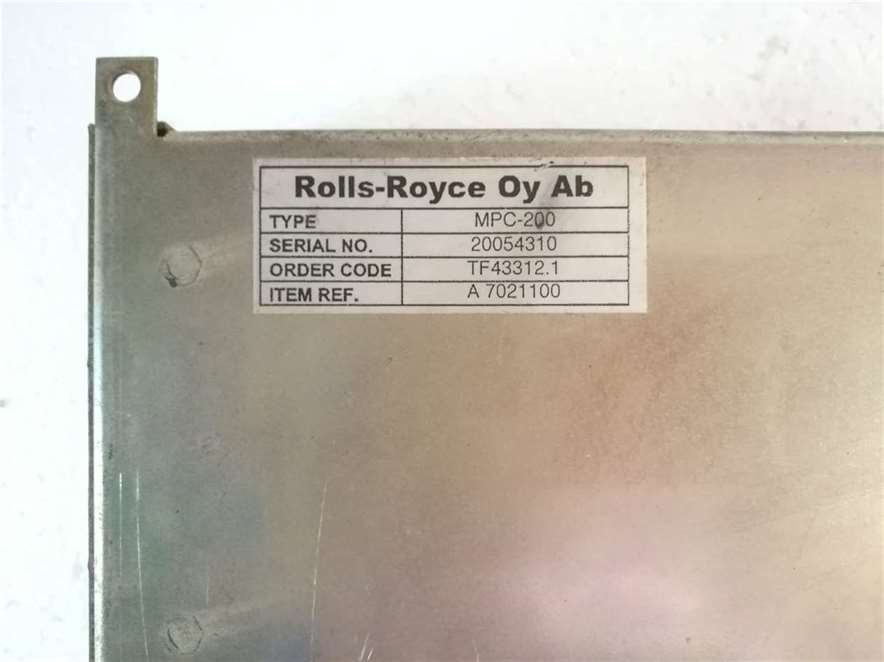 Rolls-Royce Oy Ab
TYPE MPC-200
SERIAL NO. 20054310
ORDER CODE TF43312.1
ITEM REF. A 7021100